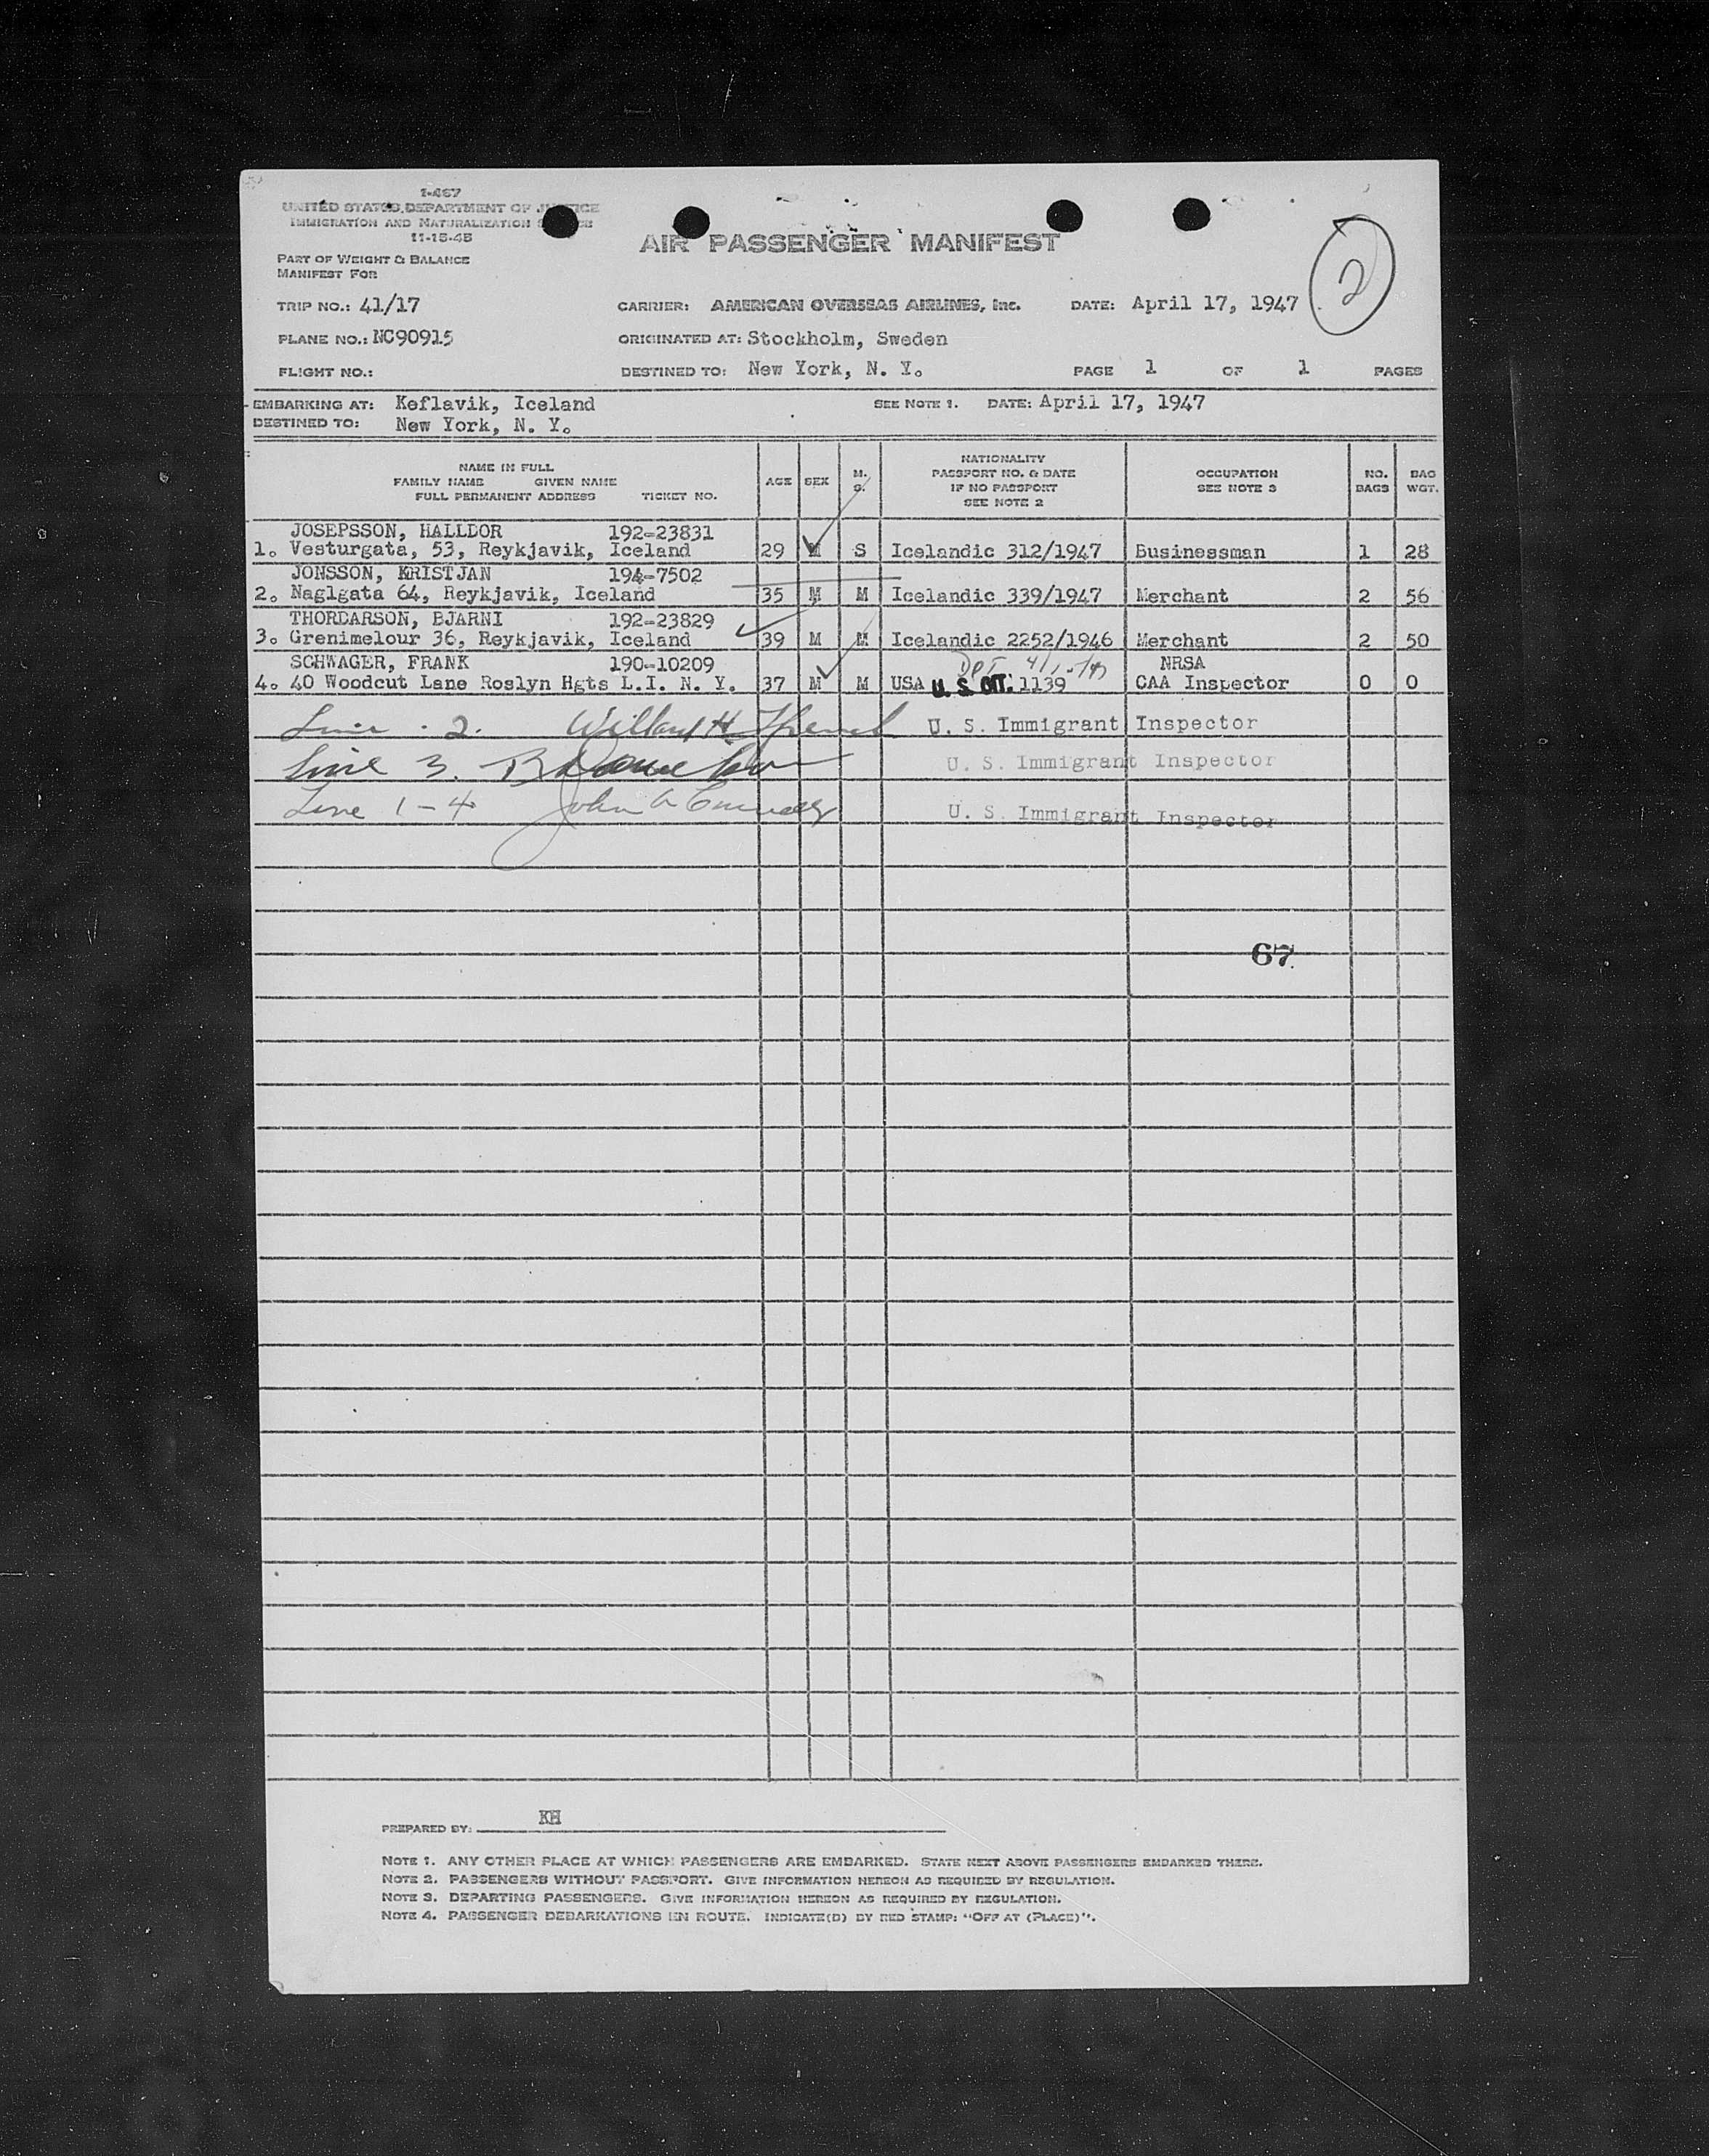 I-467
UNITED STATES DEPARTMENT OF JUSTICE
IMMIGRATION AND NATURALIZATION
11-15-45
AIR PASSENGER MANIFEST
2
PART OF WEIGHT & BALANCE
MANIFEST FOR
TRIP NO.: 41/17 CARRIER: AMERICAN OVERSEAS AIRLINES, Inc. DATE: April 17, 1947
PLANE NO.: NC90915 ORIGINATED AT: Stockholm, Sweden
FLIGHT NO.: DESTINED TO: New York, N. Y. PAGE 1 OF 1 PAGES
EMBARKING AT: Keflavik, Iceland SEE NOTE 1. DATE: April 17, 1947
DESTINED TO: New York, N. Y.
NAME IN FULL
FAMILY NAME GIVEN NAME
FULL PERMANENT ADDRESS TICKET NO.
AGE SEX M. S.
NATIONALITY
PASSPORT NO. & DATE
IF NO PASSPORT
SEE NOTE 2
OCCUPATION
SEE NOTE 3
NO. BAGS
BAG WGT.
JOSEPSSON, HALLDOR 192-23831
1. Vesturgata, 53, Reykjavik, Iceland 29 M S Icelandic 312/1947 Businessman 1 28
JONSSON, KRISTJAN 194-7502
2. Naglgata 64, Reykjavik, Iceland 35 M M Icelandic 339/1947 Merchant 2 56
THORDARSON, BJARNI 192-23829
3. Grenimelour 36, Reykjavik, Iceland 39 M M Icelandic 2252/1946 Merchant 2 50
SCHWAGER, FRANK 190-10209 NRSA
4. 40 Woodcut Lane Roslyn Hgts L.I. N. Y. 37 M M USA U. S. CIT. 1139 CAA Inspector 0 0
Line 2. Willard H U. S. Immigrant Inspector
Line 3. U. S. Immigrant Inspector
Line 1-4 John U. S. Immigrant Inspector
67
PREPARED BY: KH
NOTE 1. ANY OTHER PLACE AT WHICH PASSENGERS ARE EMBARKED. STATE NEXT ABOVE PASSENGERS EMBARKED THERE.
NOTE 2. PASSENGERS WITHOUT PASSPORT. GIVE INFORMATION HEREON AS REQUIRED BY REGULATION.
NOTE 3. DEPARTING PASSENGERS. GIVE INFORMATION HEREON AS REQUIRED BY REGULATION.
NOTE 4. PASSENGER DEBARKATIONS EN ROUTE. INDICATE(D) BY RED STAMP: "OFF AT (PLACE)".